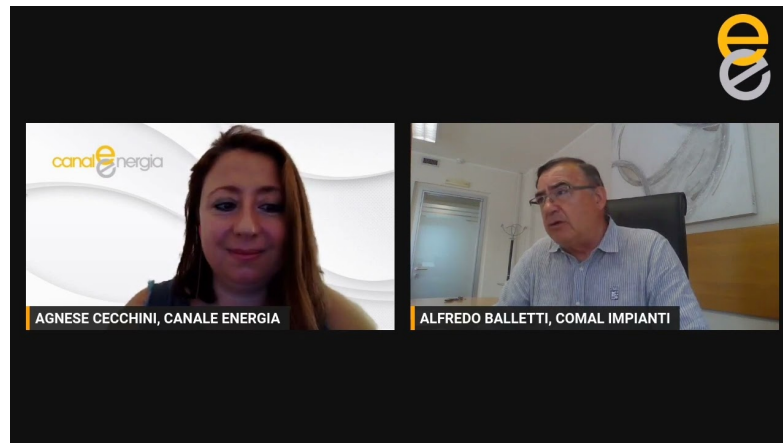 canale energia
AGNESE CECCHINI, CANALE ENERGIA
ALFREDO BALLETTI, COMAL IMPIANTI